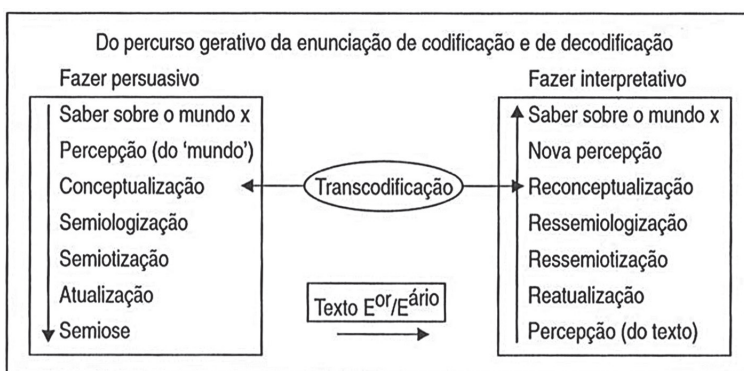 Do percurso gerativo da enunciação de codificação e de decodificação
Fazer persuasivo
Saber sobre o mundo x
Percepção (do ‘mundo’)
Conceptualização
Semiologização
Semiotização
Atualização
Semiose
Transcodificação
Texto Eor/Eário
Fazer interpretativo
Saber sobre o mundo x
Nova percepção
Reconceptualização
Ressemiologização
Ressemiotização
Reatualização
Percepção (do texto)